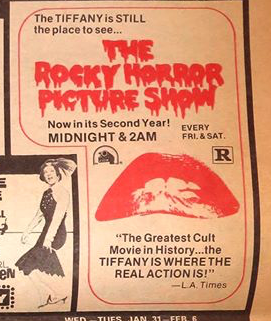 The TIFFANY is STILL
the place to see...
THE
ROCKY HORROR
PICTURE SHOW
Now in its Second Year!
MIDNIGHT & 2AM
EVERY
FRI. & SAT.
R
"The Greatest Cult
Movie in History...the
TIFFANY IS WHERE THE
REAL ACTION IS!"
—L.A. Times
WED.—TUES. JAN. 31—FEB. 6